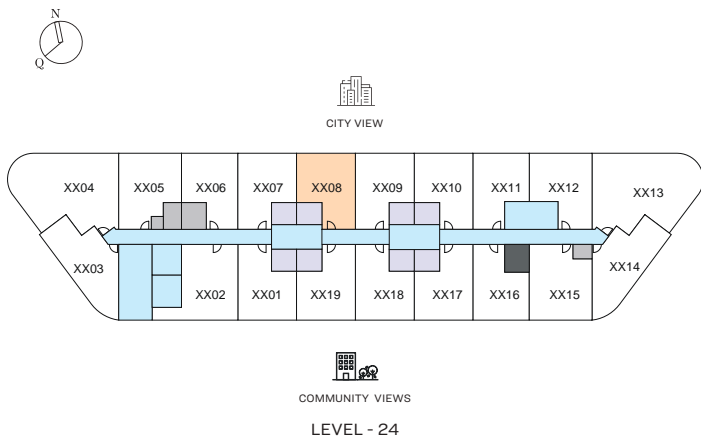 N
Q
CITY VIEW
XX04 XX05 XX06 XX07 XX08 XX09 XX10 XX11 XX12 XX13
XX03 XX14
XX02 XX01 XX19 XX18 XX17 XX16 XX15
COMMUNITY VIEWS
LEVEL - 24